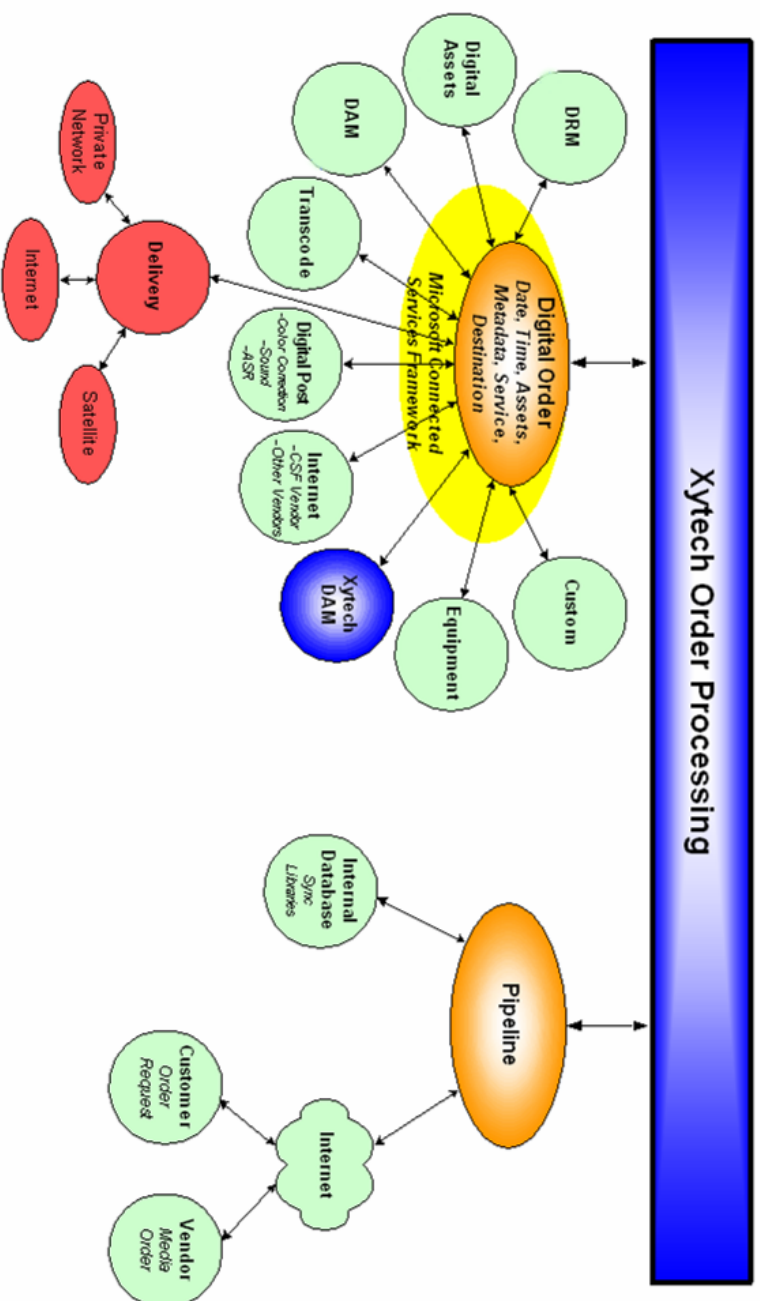 Xytech Order Processing
Digital Order
Date, Time, Assets,
Metadata, Service,
Destination
Microsoft Connected
Services Framework
DRM
Digital
Assets
DAM
Transcode
Digital Post
-Color Correction
-Sound
-ASR
Internet
-CSF Vendor
-Other Vendors
Xytech
DAM
Equipment
Custom
Delivery
Private
Network
Internet
Satellite
Pipeline
Internal
Database
Sync
Libraries
Internet
Customer
Order
Request
Vendor
Media
Order